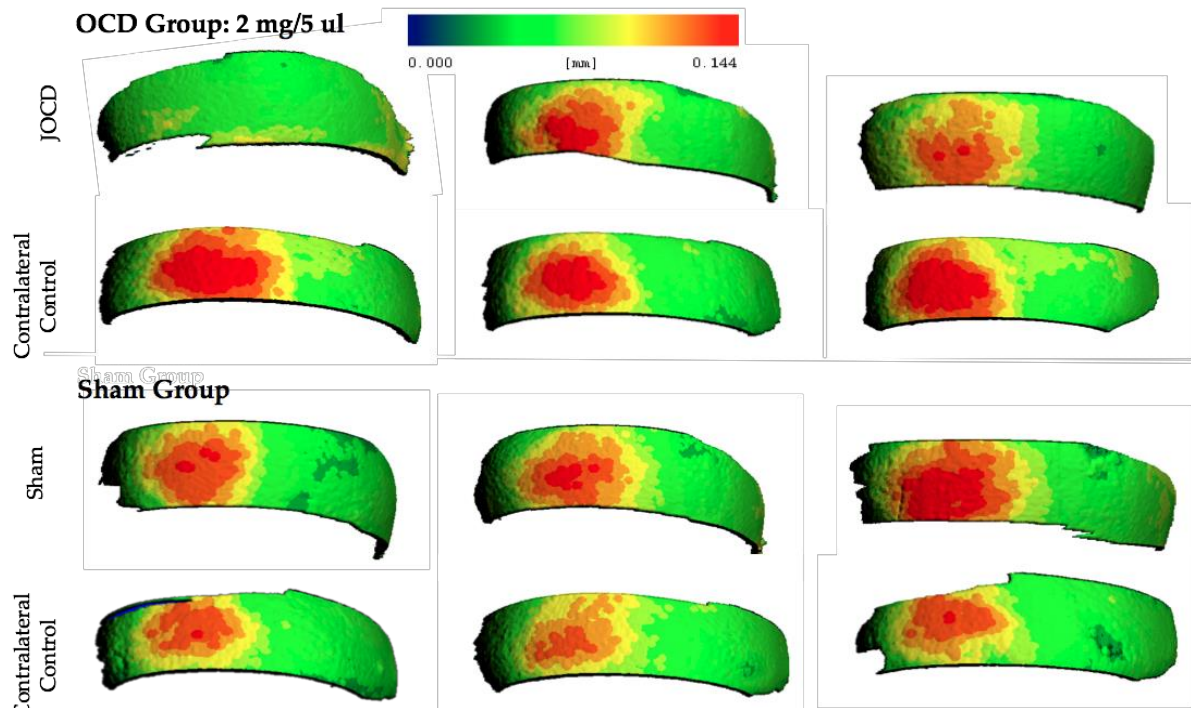 OCD Group: 2 mg/5 ul
0.000 [mm] 0.144
JOCD
Contralateral
Control
Sham Group
Sham Group
Sham
Contralateral
Control